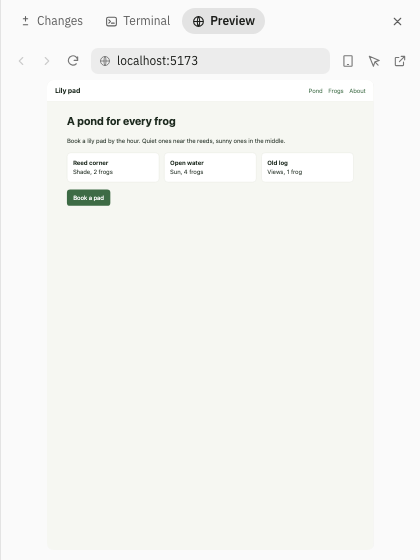 Changes Terminal Preview
localhost:5173
Lily pad Pond Frogs About
A pond for every frog
Book a lily pad by the hour. Quiet ones near the reeds, sunny ones in the middle.
Reed corner Open water Old log
Shade, 2 frogs Sun, 4 frogs Views, 1 frog
Book a pad